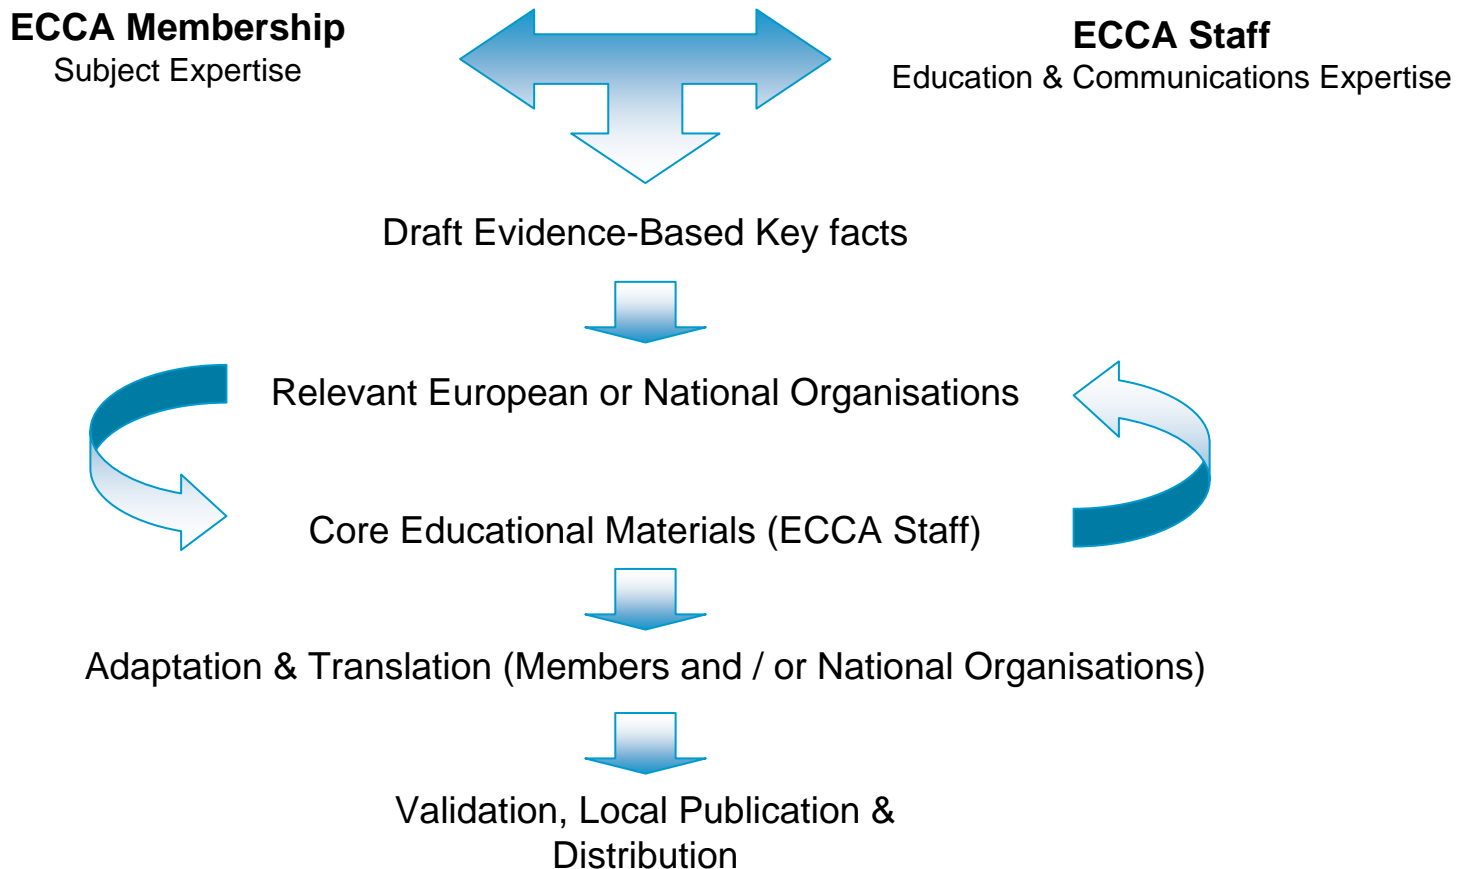 ECCA Membership
Subject Expertise
ECCA Staff
Education & Communications Expertise
Draft Evidence-Based Key facts
Relevant European or National Organisations
Core Educational Materials (ECCA Staff)
Adaptation & Translation (Members and / or National Organisations)
Validation, Local Publication &
Distribution